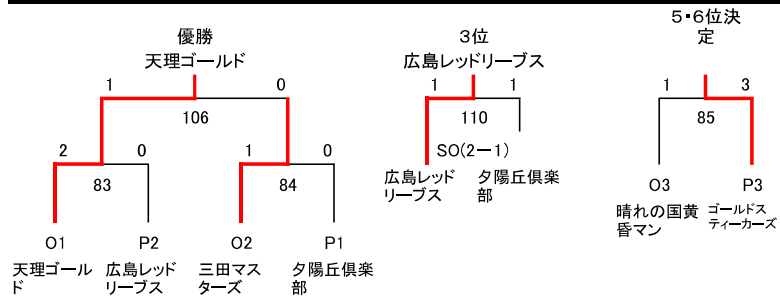 優勝
天理ゴールド
1 0
106
2 0 1 0
83 84
O1 P2 O2 P1
天理ゴール
ド
広島レッド
リーブス
三田マス
ターズ
夕陽丘倶楽
部
3位
広島レッドリーブス
1 1
110
SO(2−1)
広島レッド
リーブス
夕陽丘倶楽
部
5・6位決
定
1 3
85
O3 P3
晴れの国黄
昏マン
ゴールドス
ティーカーズ